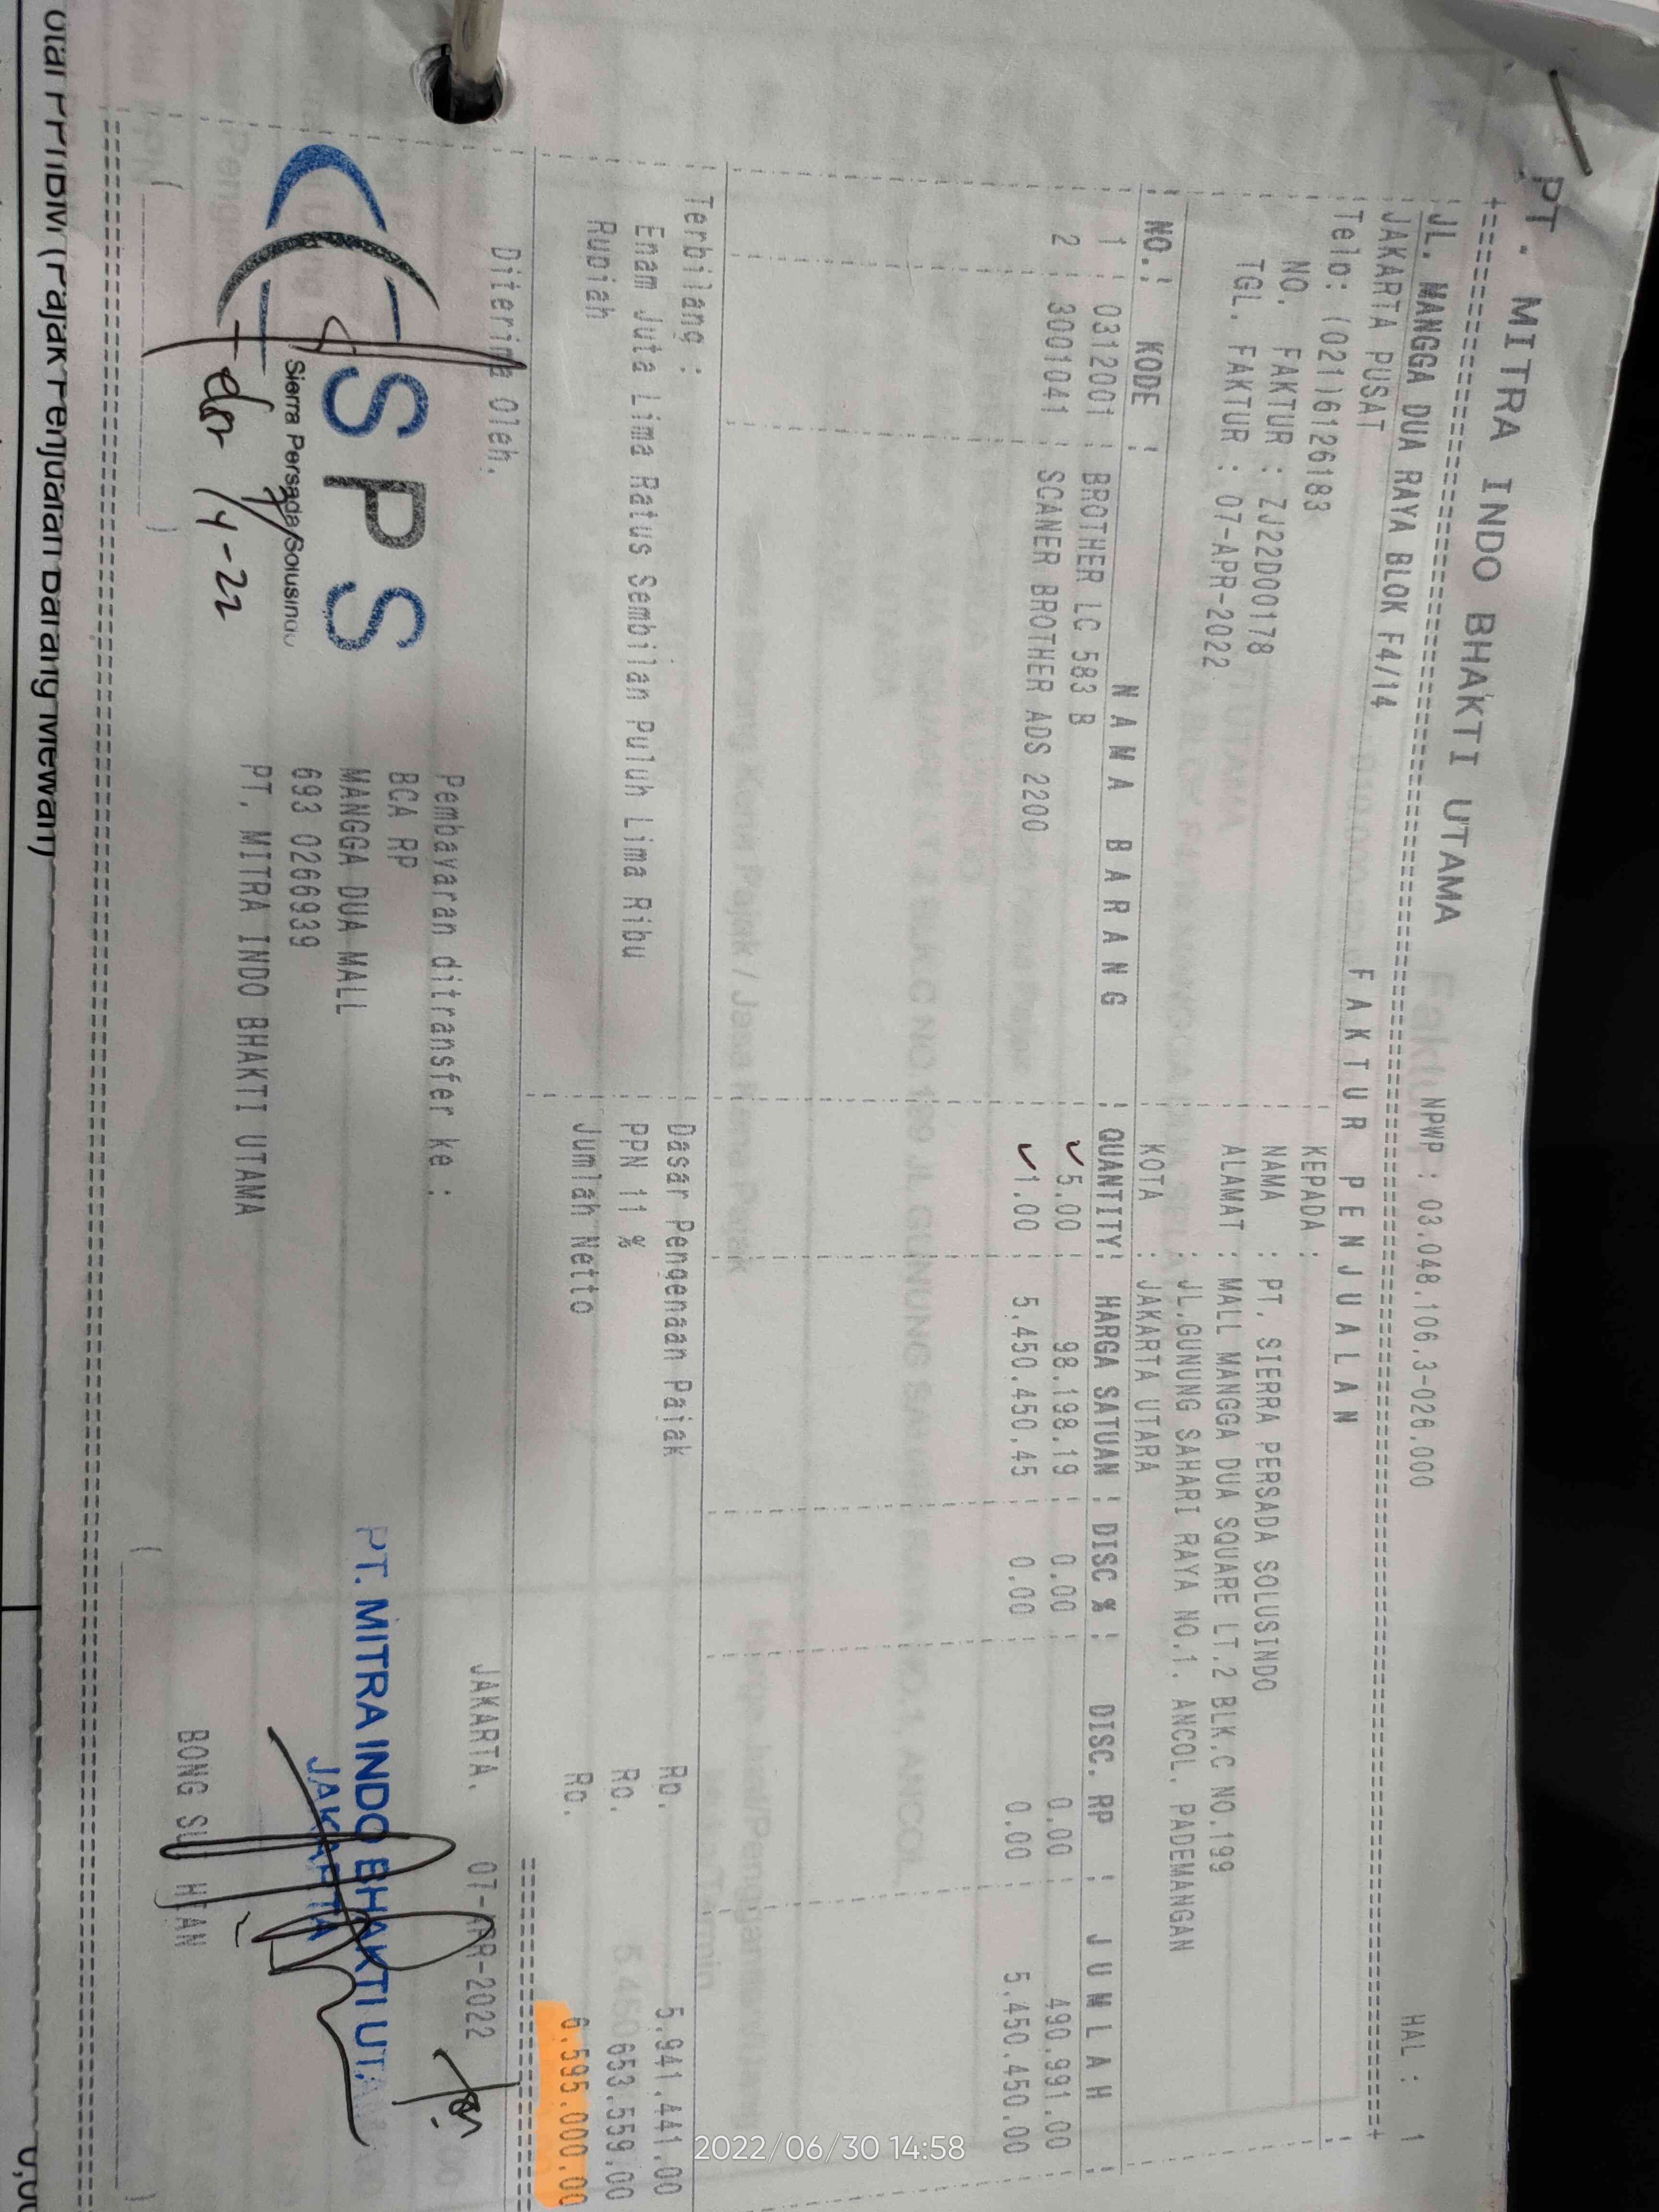 PT. MITRA INDO BHAKTI UTAMA
JL. MANGGA DUA RAYA BLOK F4/14 NPWP : 03.048.106.3-026.000 HAL : 1
JAKARTA PUSAT
Telp: (021)6126183 FAKTUR PENJUALAN
NO. FAKTUR : ZJ22D00178 KEPADA :
TGL. FAKTUR : 07-APR-2022 NAMA : PT. SIERRA PERSADA SOLUSINDO
ALAMAT : MALL MANGGA DUA SQUARE LT.2 BLK.C NO.199
: JL.GUNUNG SAHARI RAYA NO.1. ANCOL. PADEMANGAN
KOTA : JAKARTA UTARA
NO. : KODE : NAMA BARANG : QUANTITY: HARGA SATUAN : DISC % : DISC. RP : JUMLAH :
1 : 0312001 : BROTHER LC 583 B : 5.00 : 98.198.19 : 0.00 : 0.00 : 490.991.00
2 : 3001041 : SCANER BROTHER ADS 2200 : 1.00 : 5.450.450.45 : 0.00 : 0.00 : 5.450.450.00
Terbilang :
Enam Juta Lima Ratus Sembilan Puluh Lima Ribu
Rupiah
Dasar Pengenaan Pajak Rp. 5.941.441.00
PPN 11 % Rp. 653.559.00
Jumlah Netto Rp. 6.595.000.00
Diterima Oleh.
JAKARTA. 07-APR-2022
Pembayaran ditransfer ke :
BCA RP
MANGGA DUA MALL
693 0266939
PT. MITRA INDO BHAKTI UTAMA
SPS
Sierra Persada Solusindo
PT. MITRA INDO BHAKTI UTAMA
JAKARTA
BONG SU HIAN
2022/06/30 14:58